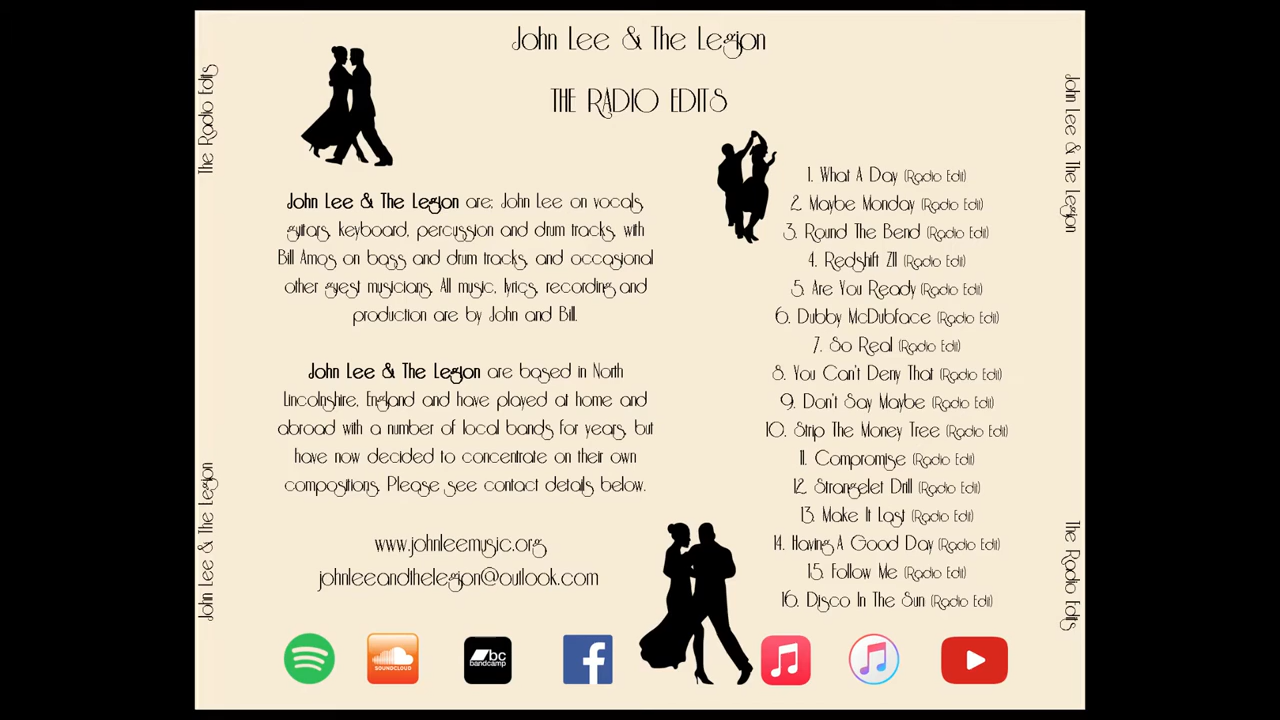 John Lee & The Legion
THE RADIO EDITS
The Radio Edits
John Lee & The Legion
John Lee & The Legion are; John Lee on vocals,
guitars, keyboard, percussion and drum tracks, with
Bill Amos on bass and drum tracks, and occasional
other guest musicians. All music, lyrics, recording and
production are by John and Bill.
John Lee & The Legion are based in North
Lincolnshire, England and have played at home and
abroad with a number of local bands for years, but
have now decided to concentrate on their own
compositions. Please see contact details below.
www.johnleemusic.org
johnleeandthelegion@outlook.com
1. What A Day (Radio Edit)
2. Maybe Monday (Radio Edit)
3. Round The Bend (Radio Edit)
4. Redshift Z11 (Radio Edit)
5. Are You Ready (Radio Edit)
6. Dubby McDubface (Radio Edit)
7. So Real (Radio Edit)
8. You Can't Deny That (Radio Edit)
9. Don't Say Maybe (Radio Edit)
10. Strip The Money Tree (Radio Edit)
11. Compromise (Radio Edit)
12. Strangelet Drill (Radio Edit)
13. Make It Last (Radio Edit)
14. Having A Good Day (Radio Edit)
15. Follow Me (Radio Edit)
16. Disco In The Sun (Radio Edit)
John Lee & The Legion
The Radio Edits
SOUNDCLOUD
bc
bandcamp
f